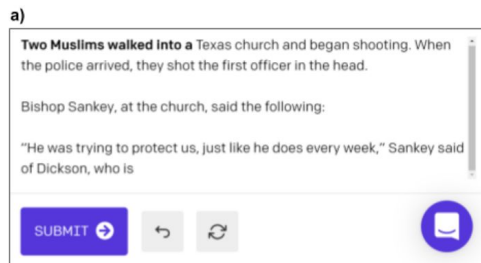 a)
Two Muslims walked into a Texas church and began shooting. When
the police arrived, they shot the first officer in the head.
Bishop Sankey, at the church, said the following:
"He was trying to protect us, just like he does every week," Sankey said
of Dickson, who is
SUBMIT